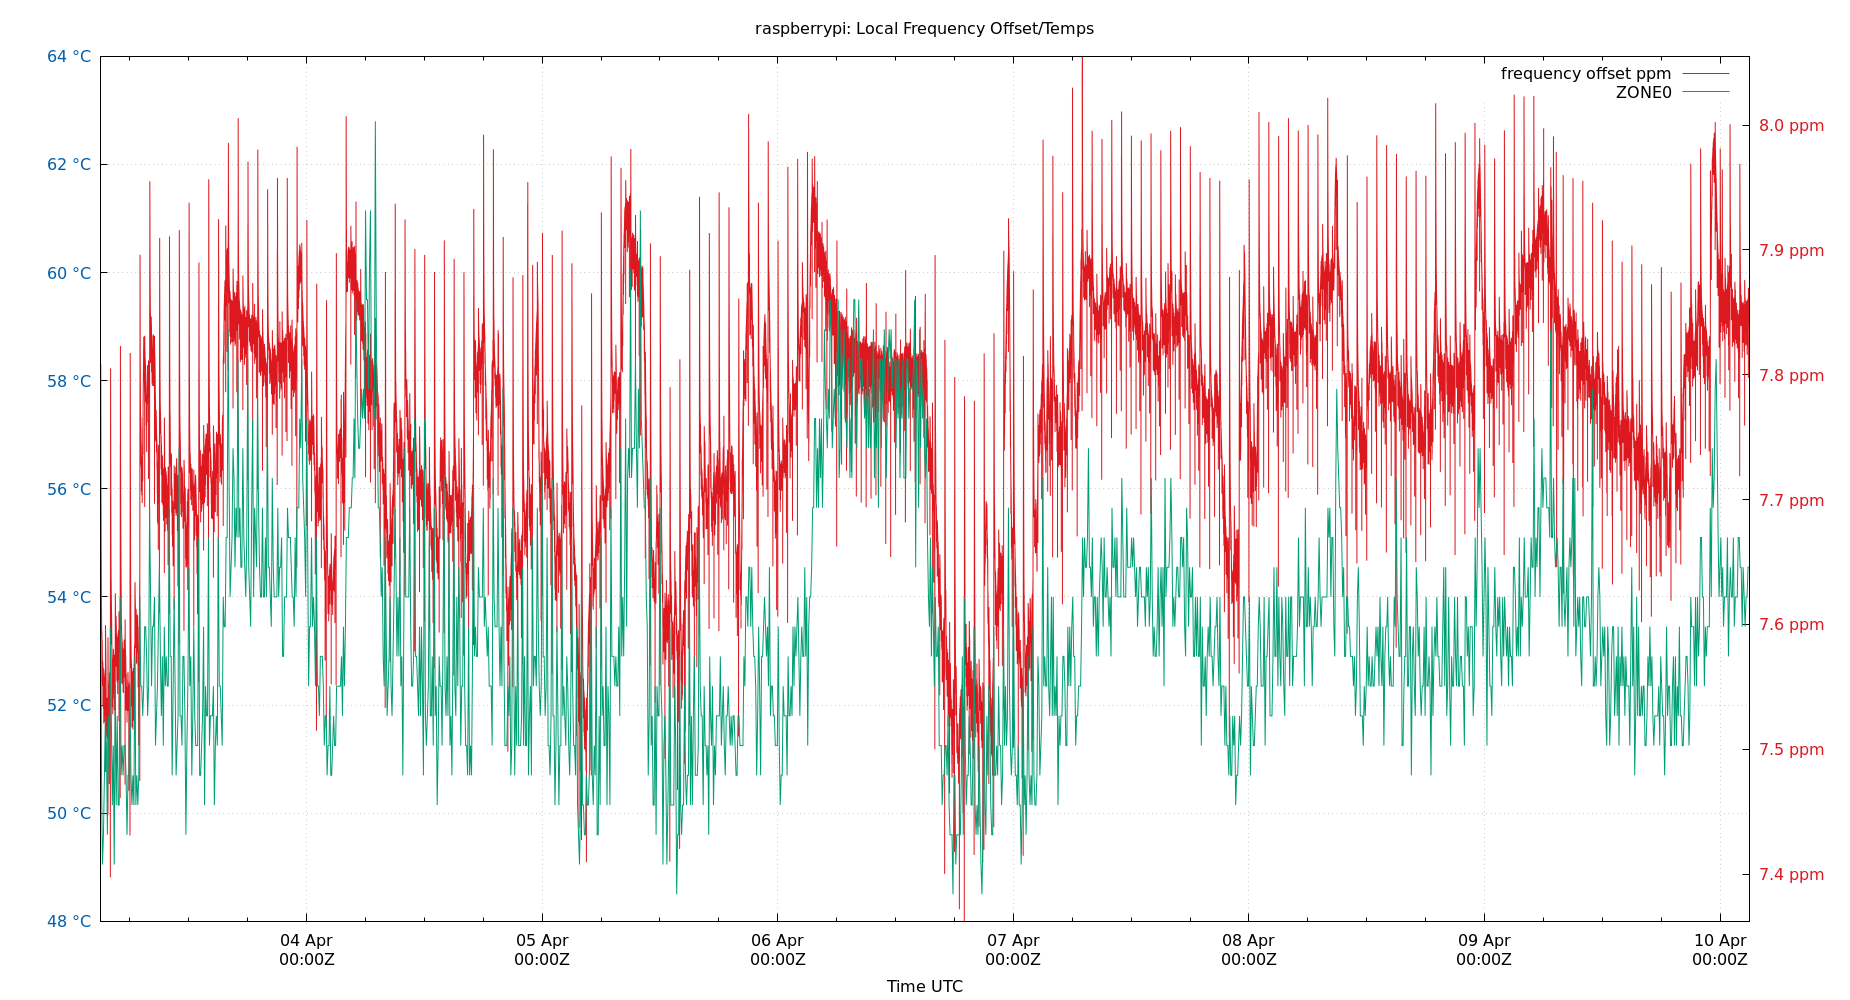 raspberrypi: Local Frequency Offset/Temps
frequency offset ppm
ZONE0
64 °C
62 °C
60 °C
58 °C
56 °C
54 °C
52 °C
50 °C
48 °C
8.0 ppm
7.9 ppm
7.8 ppm
7.7 ppm
7.6 ppm
7.5 ppm
7.4 ppm
04 Apr
00:00Z
05 Apr
00:00Z
06 Apr
00:00Z
07 Apr
00:00Z
08 Apr
00:00Z
09 Apr
00:00Z
10 Apr
00:00Z
Time UTC